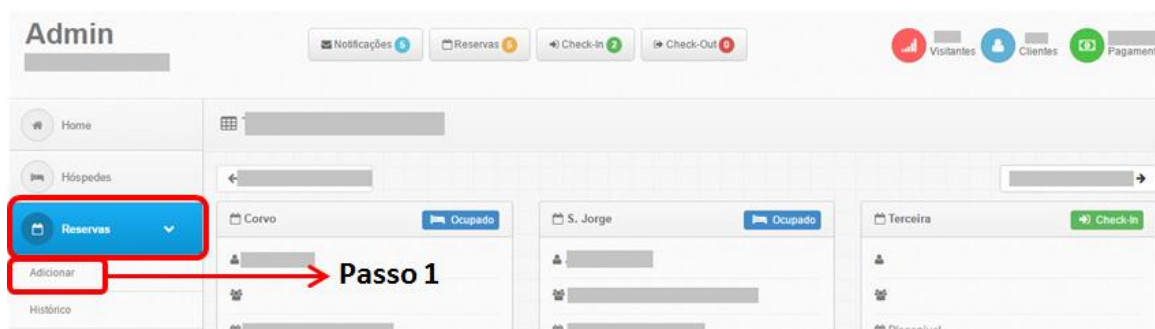 Admin
Notificações 5 Reservas 5 Check-In 2 Check-Out 0
Visitantes Clientes Pagament
Home
Hóspedes
Reservas
Adicionar
Histórico
Corvo Ocupado
S. Jorge Ocupado
Terceira Check-In
Passo 1
Disponível